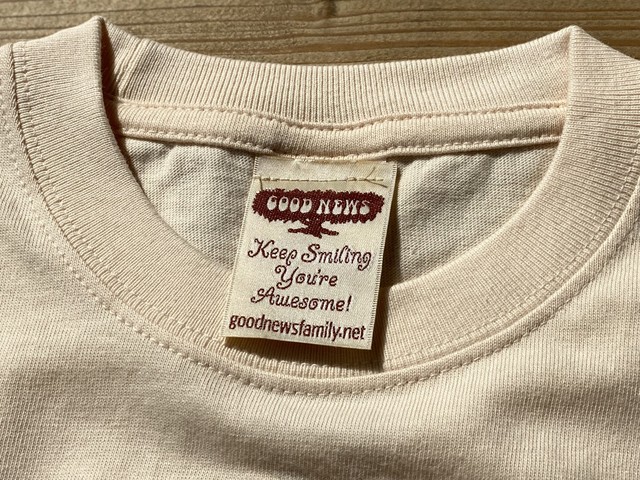 GOOD NEWS
Keep Smiling
You're
Awesome!
goodnewsfamily.net